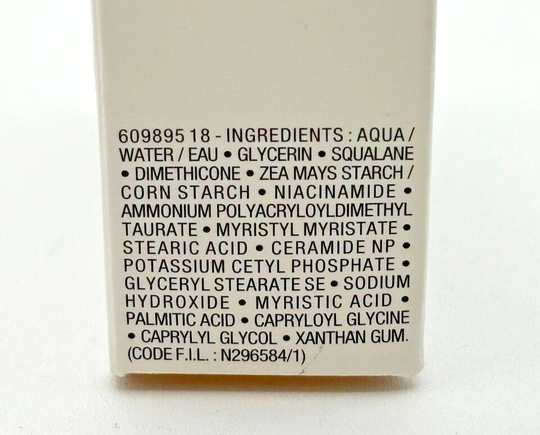 609895 18 - INGREDIENTS : AQUA /
WATER / EAU • GLYCERIN • SQUALANE
• DIMETHICONE • ZEA MAYS STARCH /
CORN STARCH • NIACINAMIDE •
AMMONIUM POLYACRYLOYLDIMETHYL
TAURATE • MYRISTYL MYRISTATE •
STEARIC ACID • CERAMIDE NP •
POTASSIUM CETYL PHOSPHATE •
GLYCERYL STEARATE SE • SODIUM
HYDROXIDE • MYRISTIC ACID •
PALMITIC ACID • CAPRYLOYL GLYCINE
• CAPRYLYL GLYCOL • XANTHAN GUM.
(CODE F.I.L. : N296584/1)